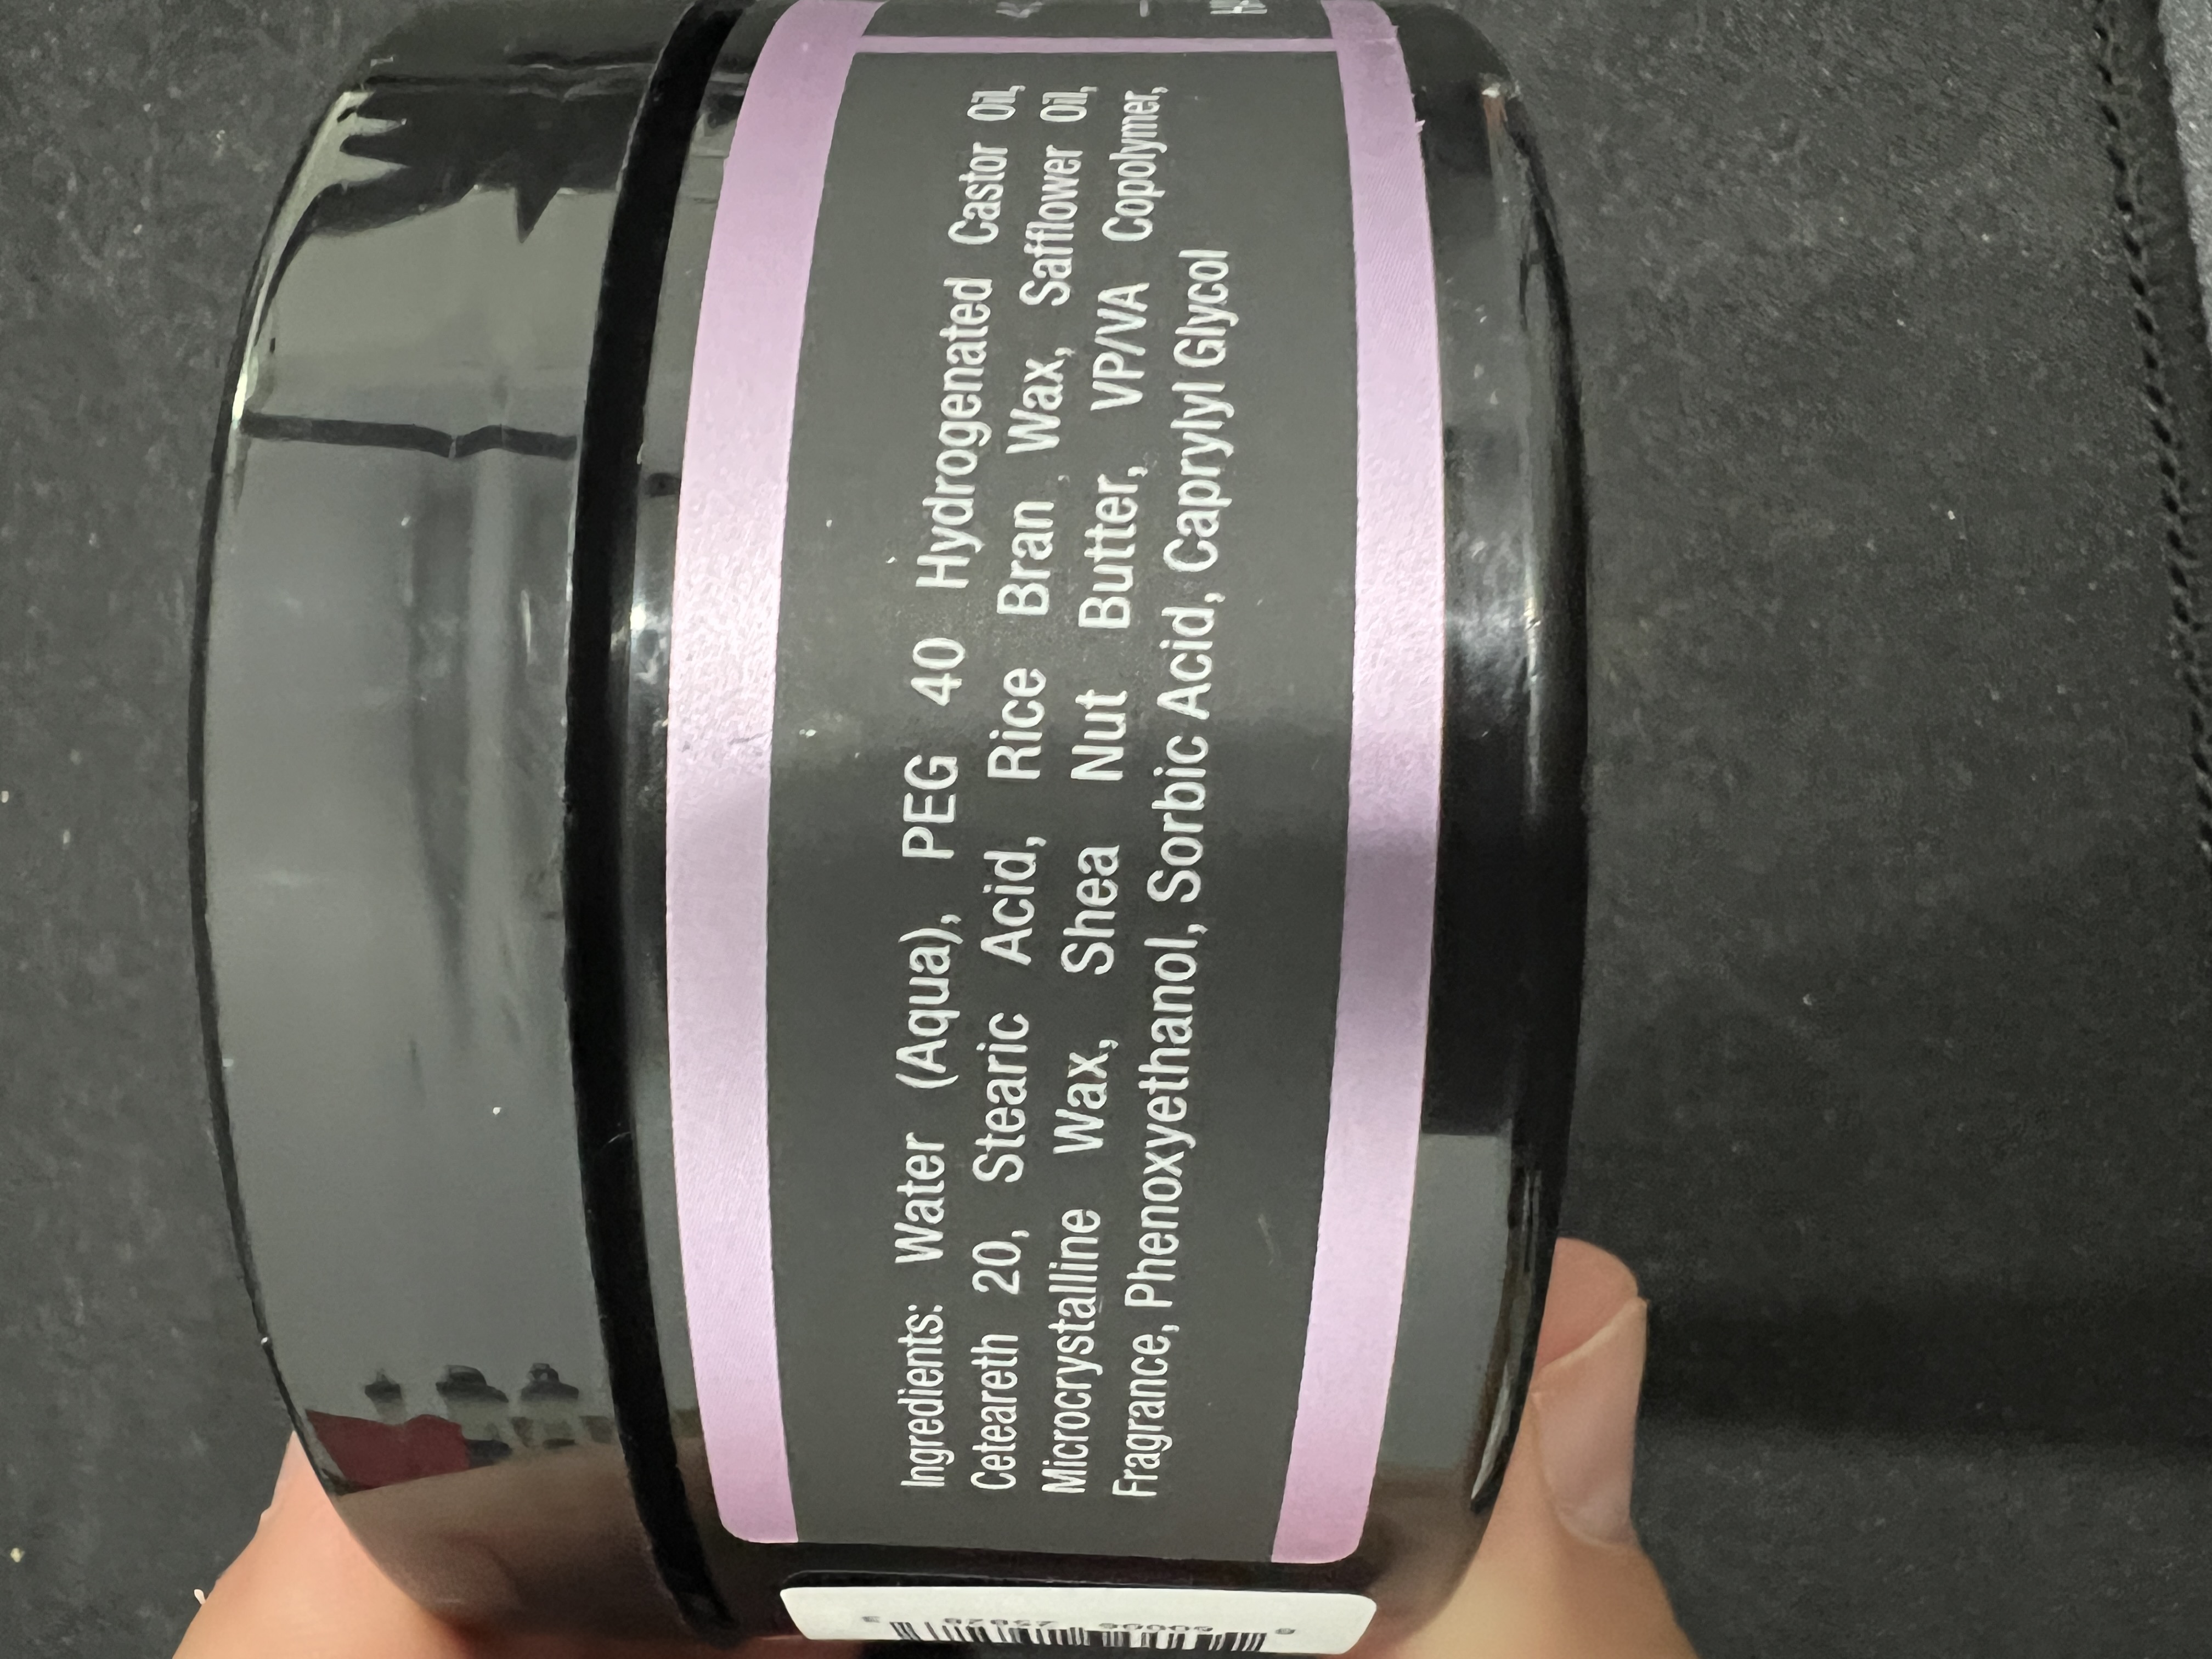 Ingredients: Water (Aqua), PEG 40 Hydrogenated Castor Oil,
Ceteareth 20, Stearic Acid, Rice Bran Wax, Safflower Oil,
Microcrystalline Wax, Shea Nut Butter, VP/VA Copolymer,
Fragrance, Phenoxyethanol, Sorbic Acid, Caprylyl Glycol